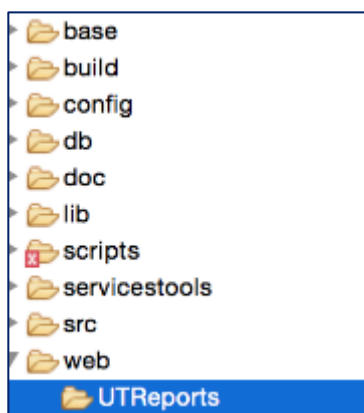 base
build
config
db
doc
lib
scripts
servicestools
src
web
UTReports